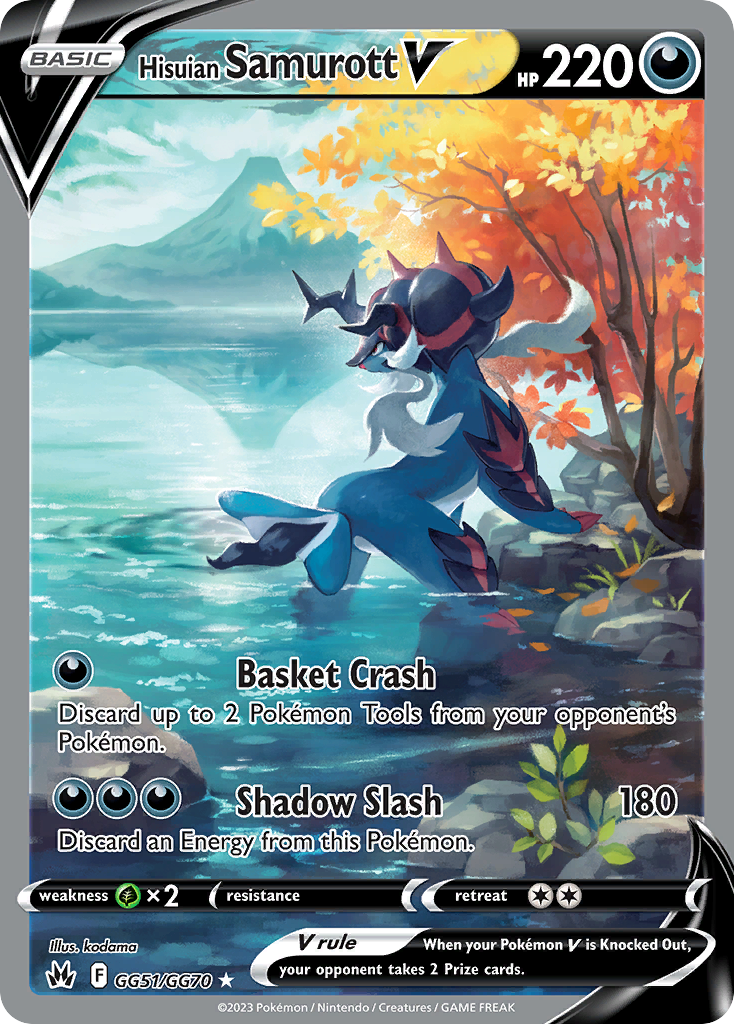 BASIC
Hisuian Samurott V HP 220
Basket Crash
Discard up to 2 Pokémon Tools from your opponent's
Pokémon.
Shadow Slash 180
Discard an Energy from this Pokémon.
weakness ×2 resistance retreat
Illus. kodama
V rule When your Pokémon V is Knocked Out,
your opponent takes 2 Prize cards.
F GG51/GG70 ★
©2023 Pokémon / Nintendo / Creatures / GAME FREAK